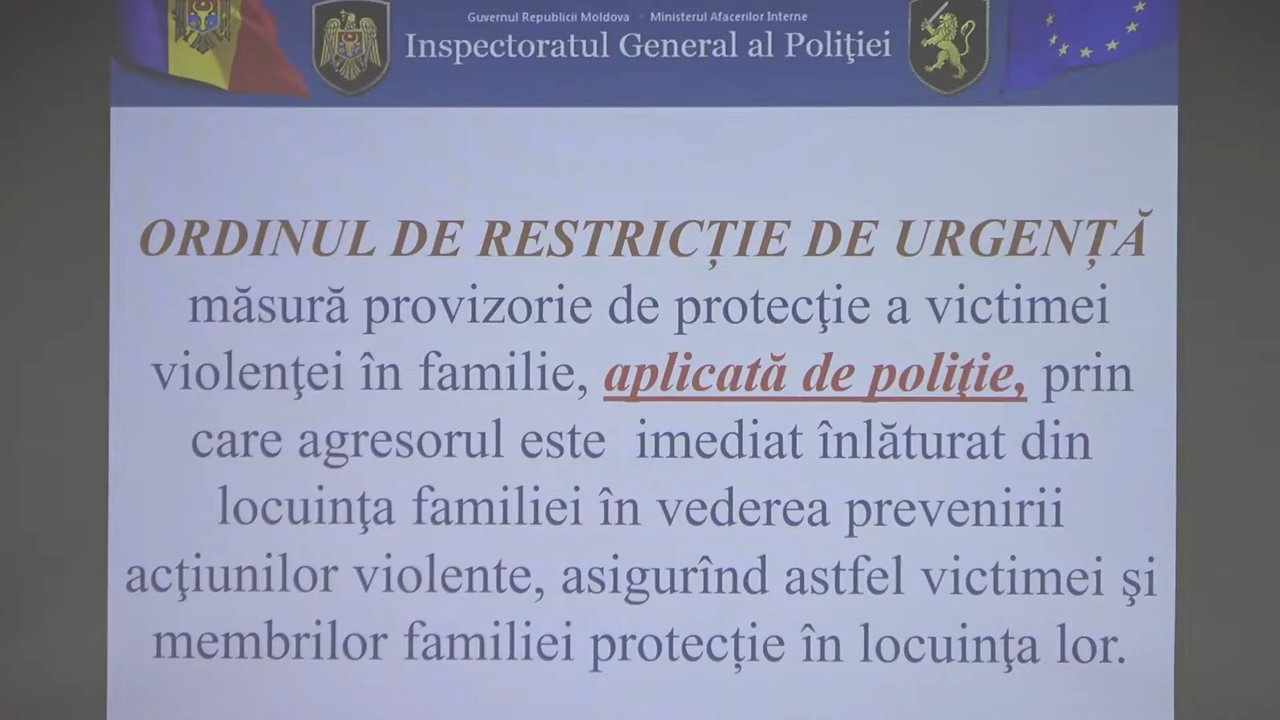 Guvernul Republicii Moldova Ministerul Afacerilor Interne
Inspectoratul General al Poliţiei
ORDINUL DE RESTRICȚIE DE URGENȚĂ
măsură provizorie de protecţie a victimei
violenţei în familie, aplicată de poliţie, prin
care agresorul este imediat înlăturat din
locuinţa familiei în vederea prevenirii
acţiunilor violente, asigurînd astfel victimei şi
membrilor familiei protecție în locuinţa lor.